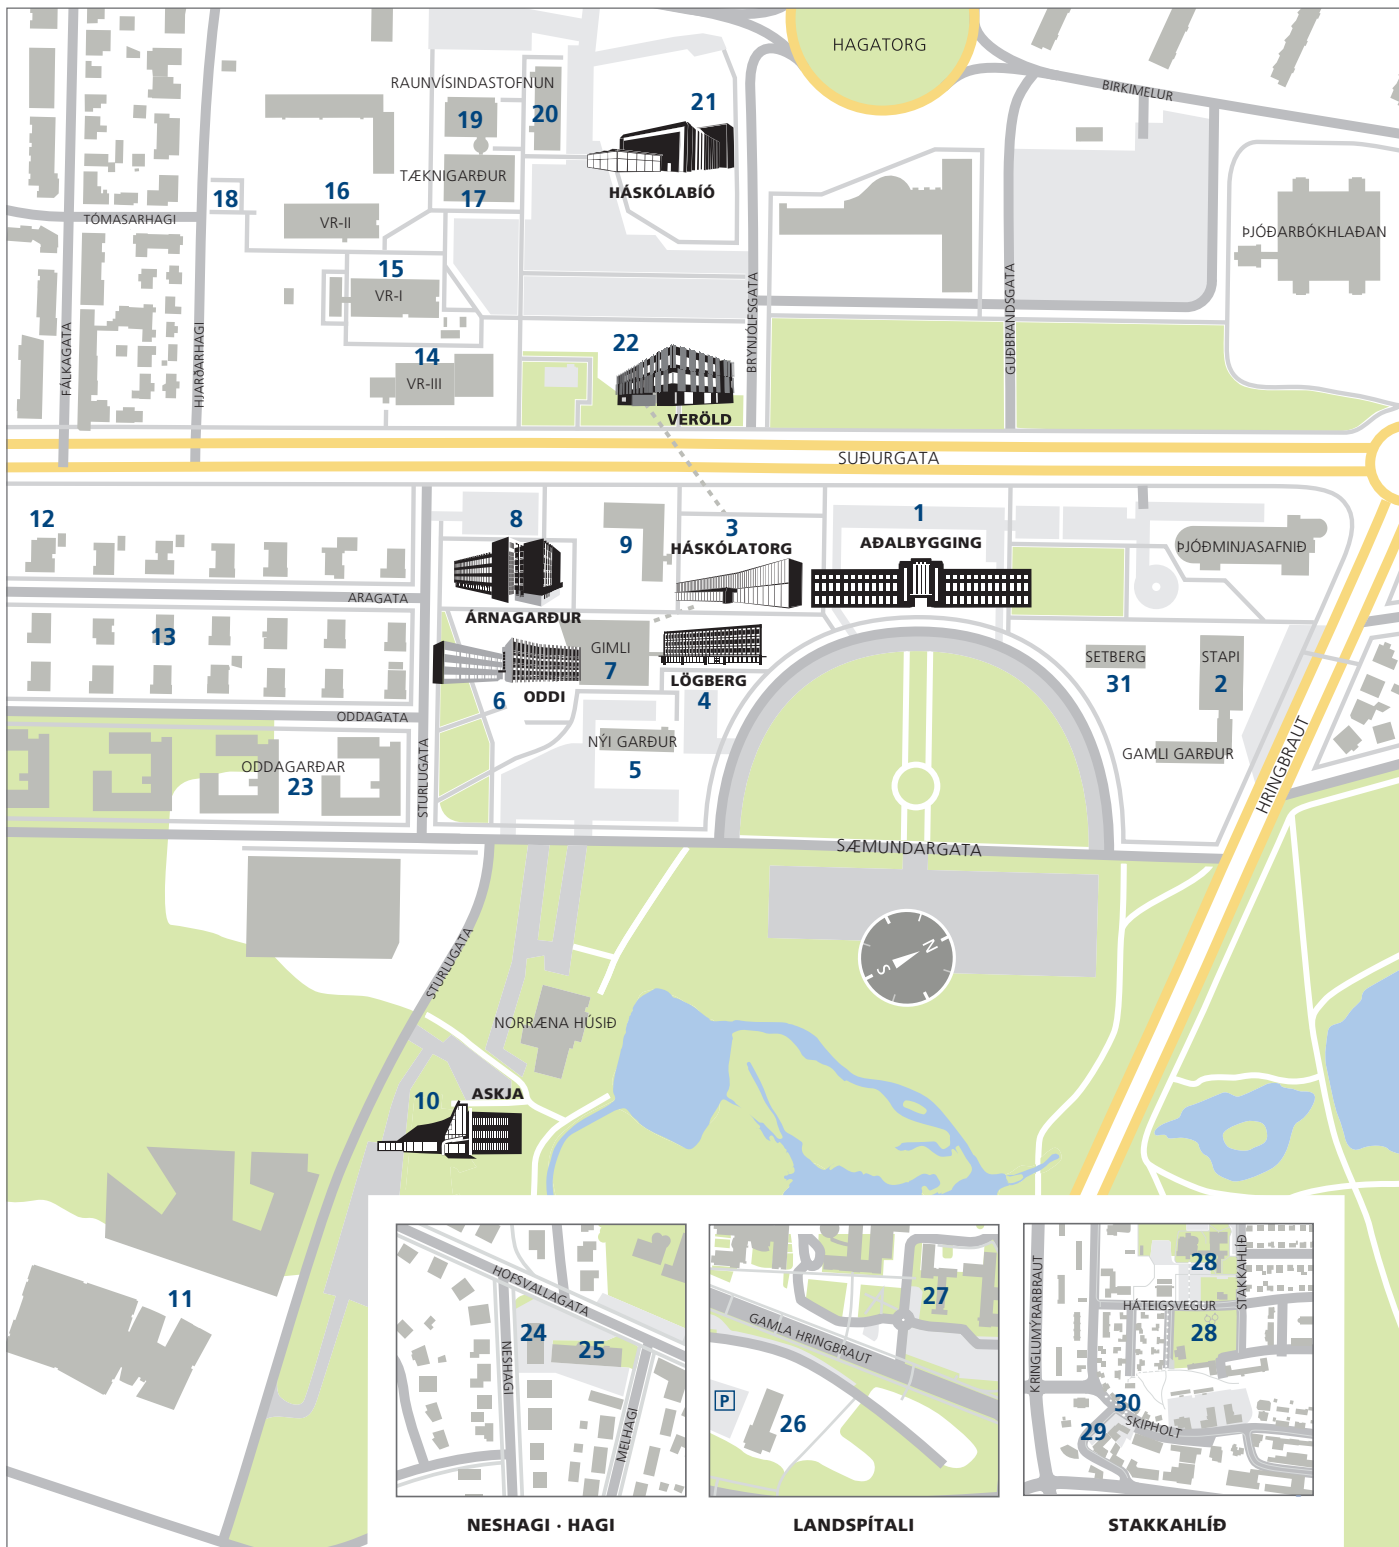 HAGATORG
BIRKIMELUR
RAUNVÍSINDASTOFNUN
19
20
21
HÁSKÓLABÍÓ
TÆKNIGARÐUR
17
16
18
VR-II
TÓMASARHAGI
ÞJÓÐARBÓKHLAÐAN
15
VR-I
FÁLKAGATA
HJARÐARHAGI
BRYNJÓLFSGATA
GUÐBRANDSGATA
22
14
VR-III
VERÖLD
SUÐURGATA
12
8
9
3
HÁSKÓLATORG
1
AÐALBYGGING
ÞJÓÐMINJASAFNIÐ
ARAGATA
ÁRNAGARÐUR
13
GIMLI
7
LÖGBERG
4
SETBERG
31
STAPI
2
6
ODDI
ODDAGATA
NÝI GARÐUR
5
GAMLI GARÐUR
ODDAGARÐAR
23
STURLUGATA
HRINGBRAUT
SÆMUNDARGATA
STURLUGATA
N
S
NORRÆNA HÚSIÐ
10
ASKJA
11
HOFSVALLAGATA
24
25
NESHAGI
MELHAGI
NESHAGI · HAGI
27
GAMLA HRINGBRAUT
P
26
LANDSPÍTALI
KRINGLUMÝRARBRAUT
28
STAKKAHLÍÐ
HÁTEIGSVEGUR
28
30
29
SKIPHOLT
STAKKAHLÍÐ